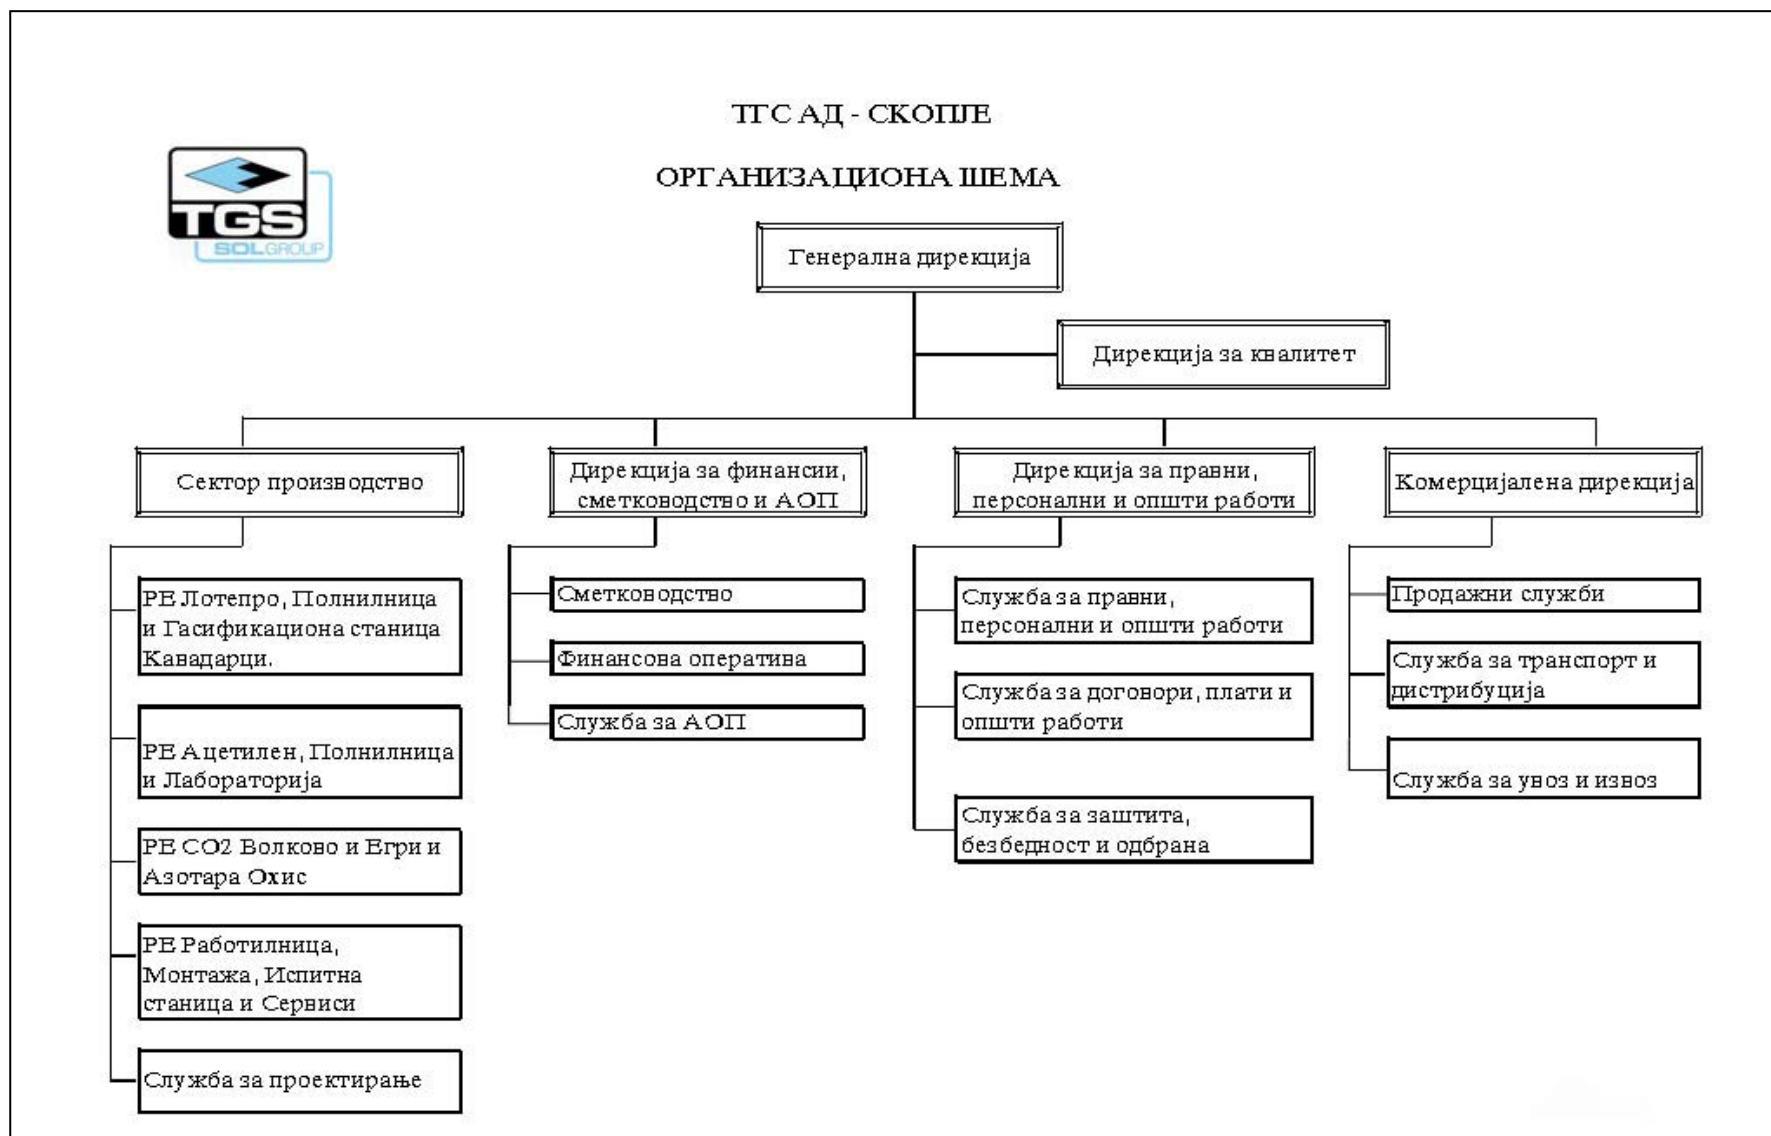 ТГС АД - СКОПЈЕ
ОРГАНИЗАЦИОНА ШЕМА
TGS
SOLGROUP
Генерална дирекција
Дирекција за квалитет
Сектор производство
Дирекција за финансии,
сметководство и АОП
Дирекција за правни,
персонални и општи работи
Комерцијалена дирекција
РЕ Лотепро, Полнилница
и Гасификациона станица
Кавадарци.
РЕ Ацетилен, Полнилница
и Лабораторија
РЕ СО2 Волково и Егри и
Азотара Охис
РЕ Работилница,
Монтажа, Испитна
станица и Сервиси
Служба за проектирање
Сметководство
Финансова оператива
Служба за АОП
Служба за правни,
персонални и општи работи
Служба за договори, плати и
општи работи
Служба за заштита,
безбедност и одбрана
Продажни служби
Служба за транспорт и
дистрибуција
Служба за увоз и извоз